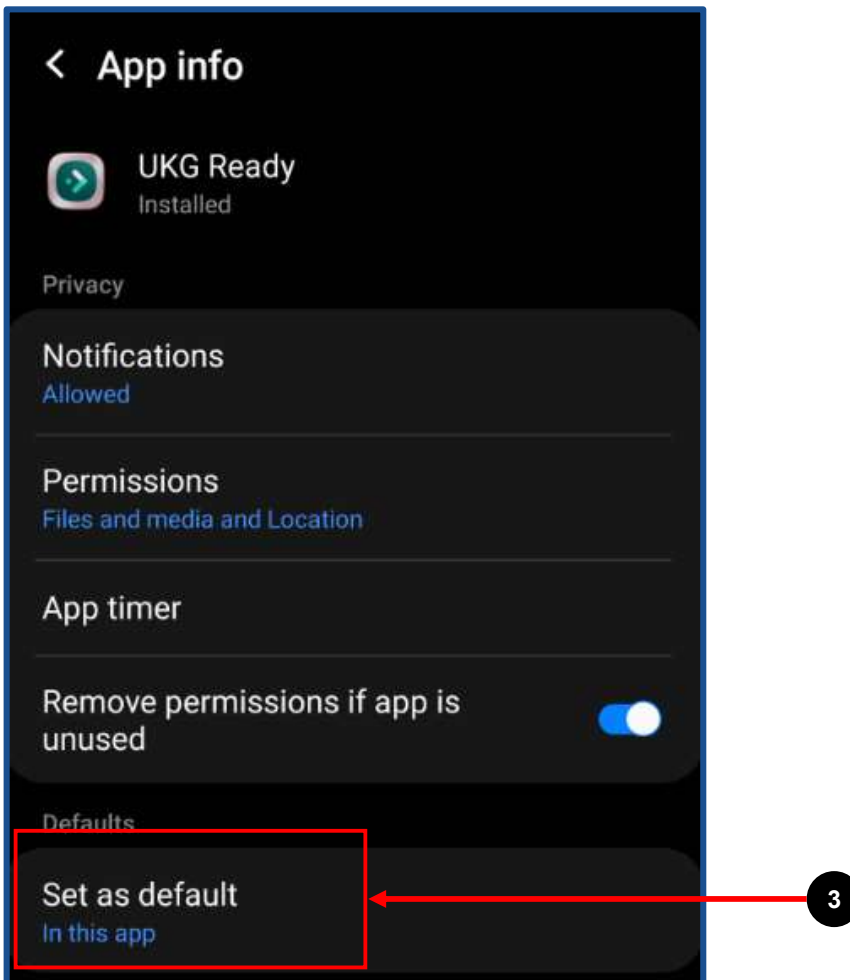 App info
UKG Ready
Installed
Privacy
Notifications
Allowed
Permissions
Files and media and Location
App timer
Remove permissions if app is
unused
Defaults
Set as default
In this app
3